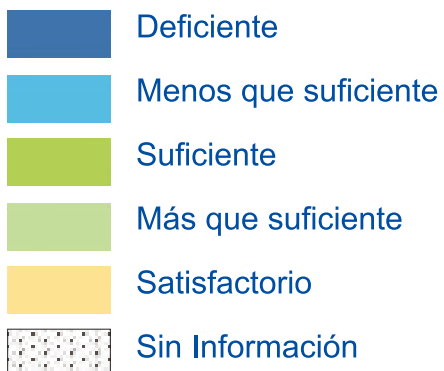 Deficiente
Menos que suficiente
Suficiente
Más que suficiente
Satisfactorio
Sin Información